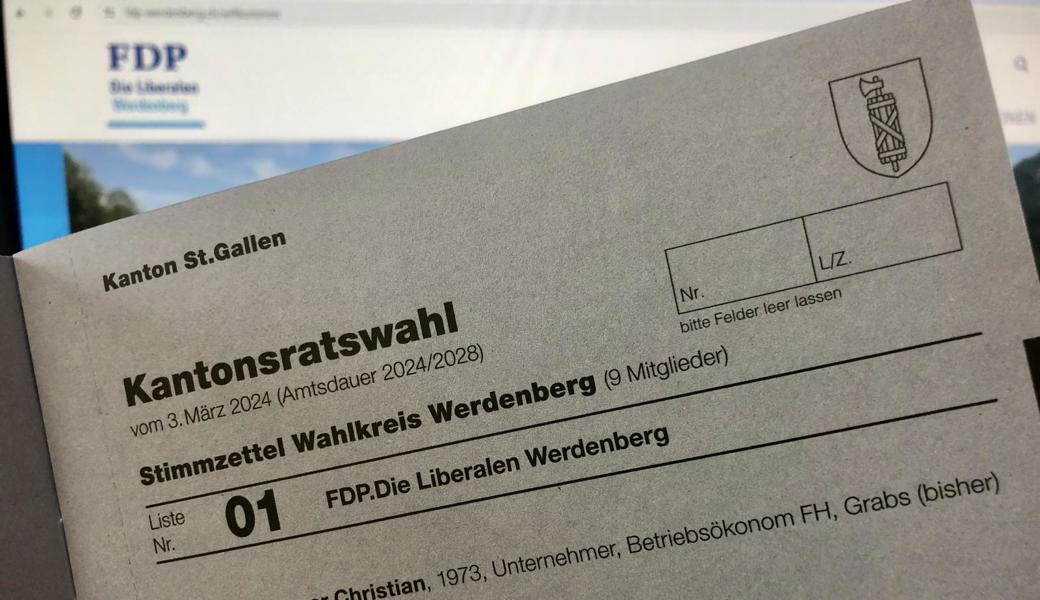 FDP
Die Liberalen
Werdenberg
Kanton St.Gallen
Nr.
L/Z.
bitte Felder leer lassen
Kantonsratswahl
vom 3. März 2024 (Amtsdauer 2024/2028)
Stimmzettel Wahlkreis Werdenberg (9 Mitglieder)
Liste Nr. 01 FDP.Die Liberalen Werdenberg
Christian, 1973, Unternehmer, Betriebsökonom FH, Grabs (bisher)